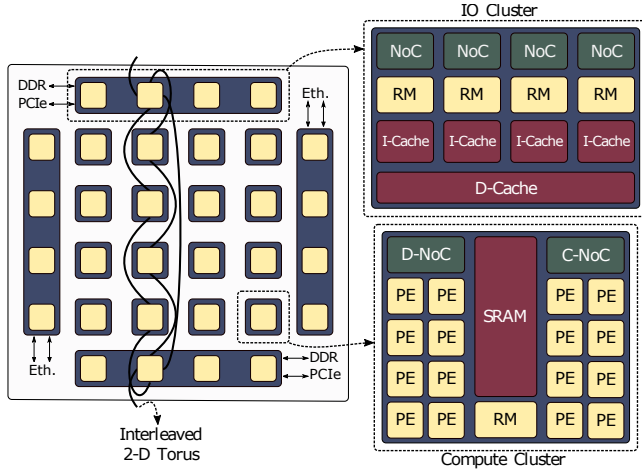 IO Cluster
NoC NoC NoC NoC
RM RM RM RM
I-Cache I-Cache I-Cache I-Cache
D-Cache
DDR
PCIe
Eth.
Eth.
DDR
PCIe
Interleaved
2-D Torus
D-NoC SRAM C-NoC
PE PE PE PE
PE PE PE PE
PE PE PE PE
PE PE RM PE PE
Compute Cluster